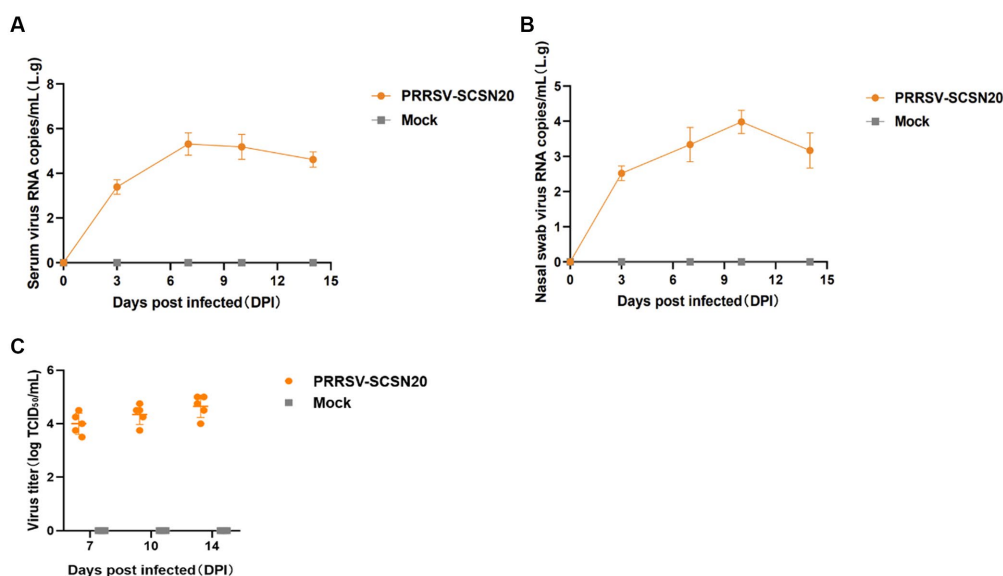 A
Serum virus RNA copies/mL(L.g)
8
6
4
2
0
0 3 6 9 12 15
Days post infected(DPI)
PRRSV-SCSN20
Mock
B
Nasal swab virus RNA copies/mL(L.g)
5
4
3
2
1
0
0 3 6 9 12 15
Days post infected(DPI)
PRRSV-SCSN20
Mock
C
Virus titer(log TCID₅₀/mL)
6
4
2
0
7 10 14
Days post infected(DPI)
PRRSV-SCSN20
Mock